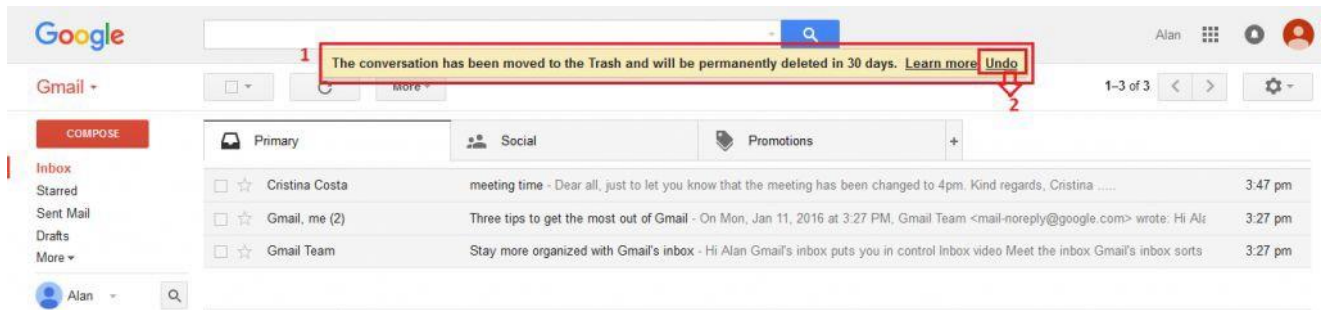 Google
Alan
1
The conversation has been moved to the Trash and will be permanently deleted in 30 days. Learn more Undo
2
Gmail
More
1–3 of 3
COMPOSE
Primary
Social
Promotions
+
Inbox
Starred
Sent Mail
Drafts
More
Cristina Costa meeting time - Dear all, just to let you know that the meeting has been changed to 4pm. Kind regards, Cristina ..... 3:47 pm
Gmail, me (2) Three tips to get the most out of Gmail - On Mon, Jan 11, 2016 at 3:27 PM, Gmail Team <mail-noreply@google.com> wrote: Hi Ala 3:27 pm
Gmail Team Stay more organized with Gmail's inbox - Hi Alan Gmail's inbox puts you in control Inbox video Meet the inbox Gmail's inbox sorts 3:27 pm
Alan